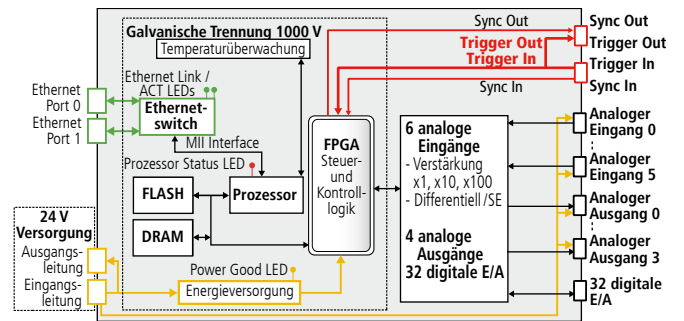 Galvanische Trennung 1000 V
Temperaturüberwachung
Sync Out
Trigger Out
Trigger In
Sync In
Sync Out
Trigger Out
Trigger In
Sync In
Ethernet
Port 0
Ethernet
Port 1
Ethernet Link /
ACT LEDs
Ethernet-
switch
MII Interface
Prozessor Status LED
FLASH
DRAM
Prozessor
FPGA
Steuer-
und
Kontroll-
logik
6 analoge
Eingänge
- Verstärkung
x1, x10, x100
- Differentiell /SE
4 analoge
Ausgänge
32 digitale E/A
Analoger
Eingang 0
Analoger
Eingang 5
Analoger
Ausgang 0
Analoger
Ausgang 3
32 digitale
E/A
24 V
Versorgung
Ausgangs-
leitung
Eingangs-
leitung
Power Good LED
Energieversorgung